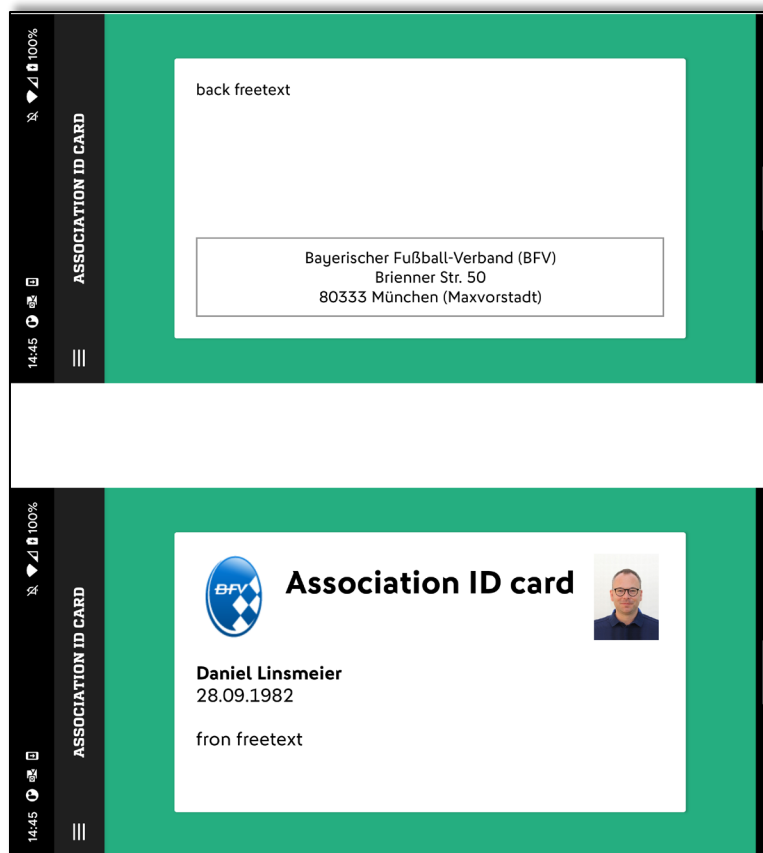 14:45
100%
ASSOCIATION ID CARD
back freetext
Bayerischer Fußball-Verband (BFV)
Brienner Str. 50
80333 München (Maxvorstadt)
14:45
100%
ASSOCIATION ID CARD
BFV
Association ID card
Daniel Linsmeier
28.09.1982
fron freetext